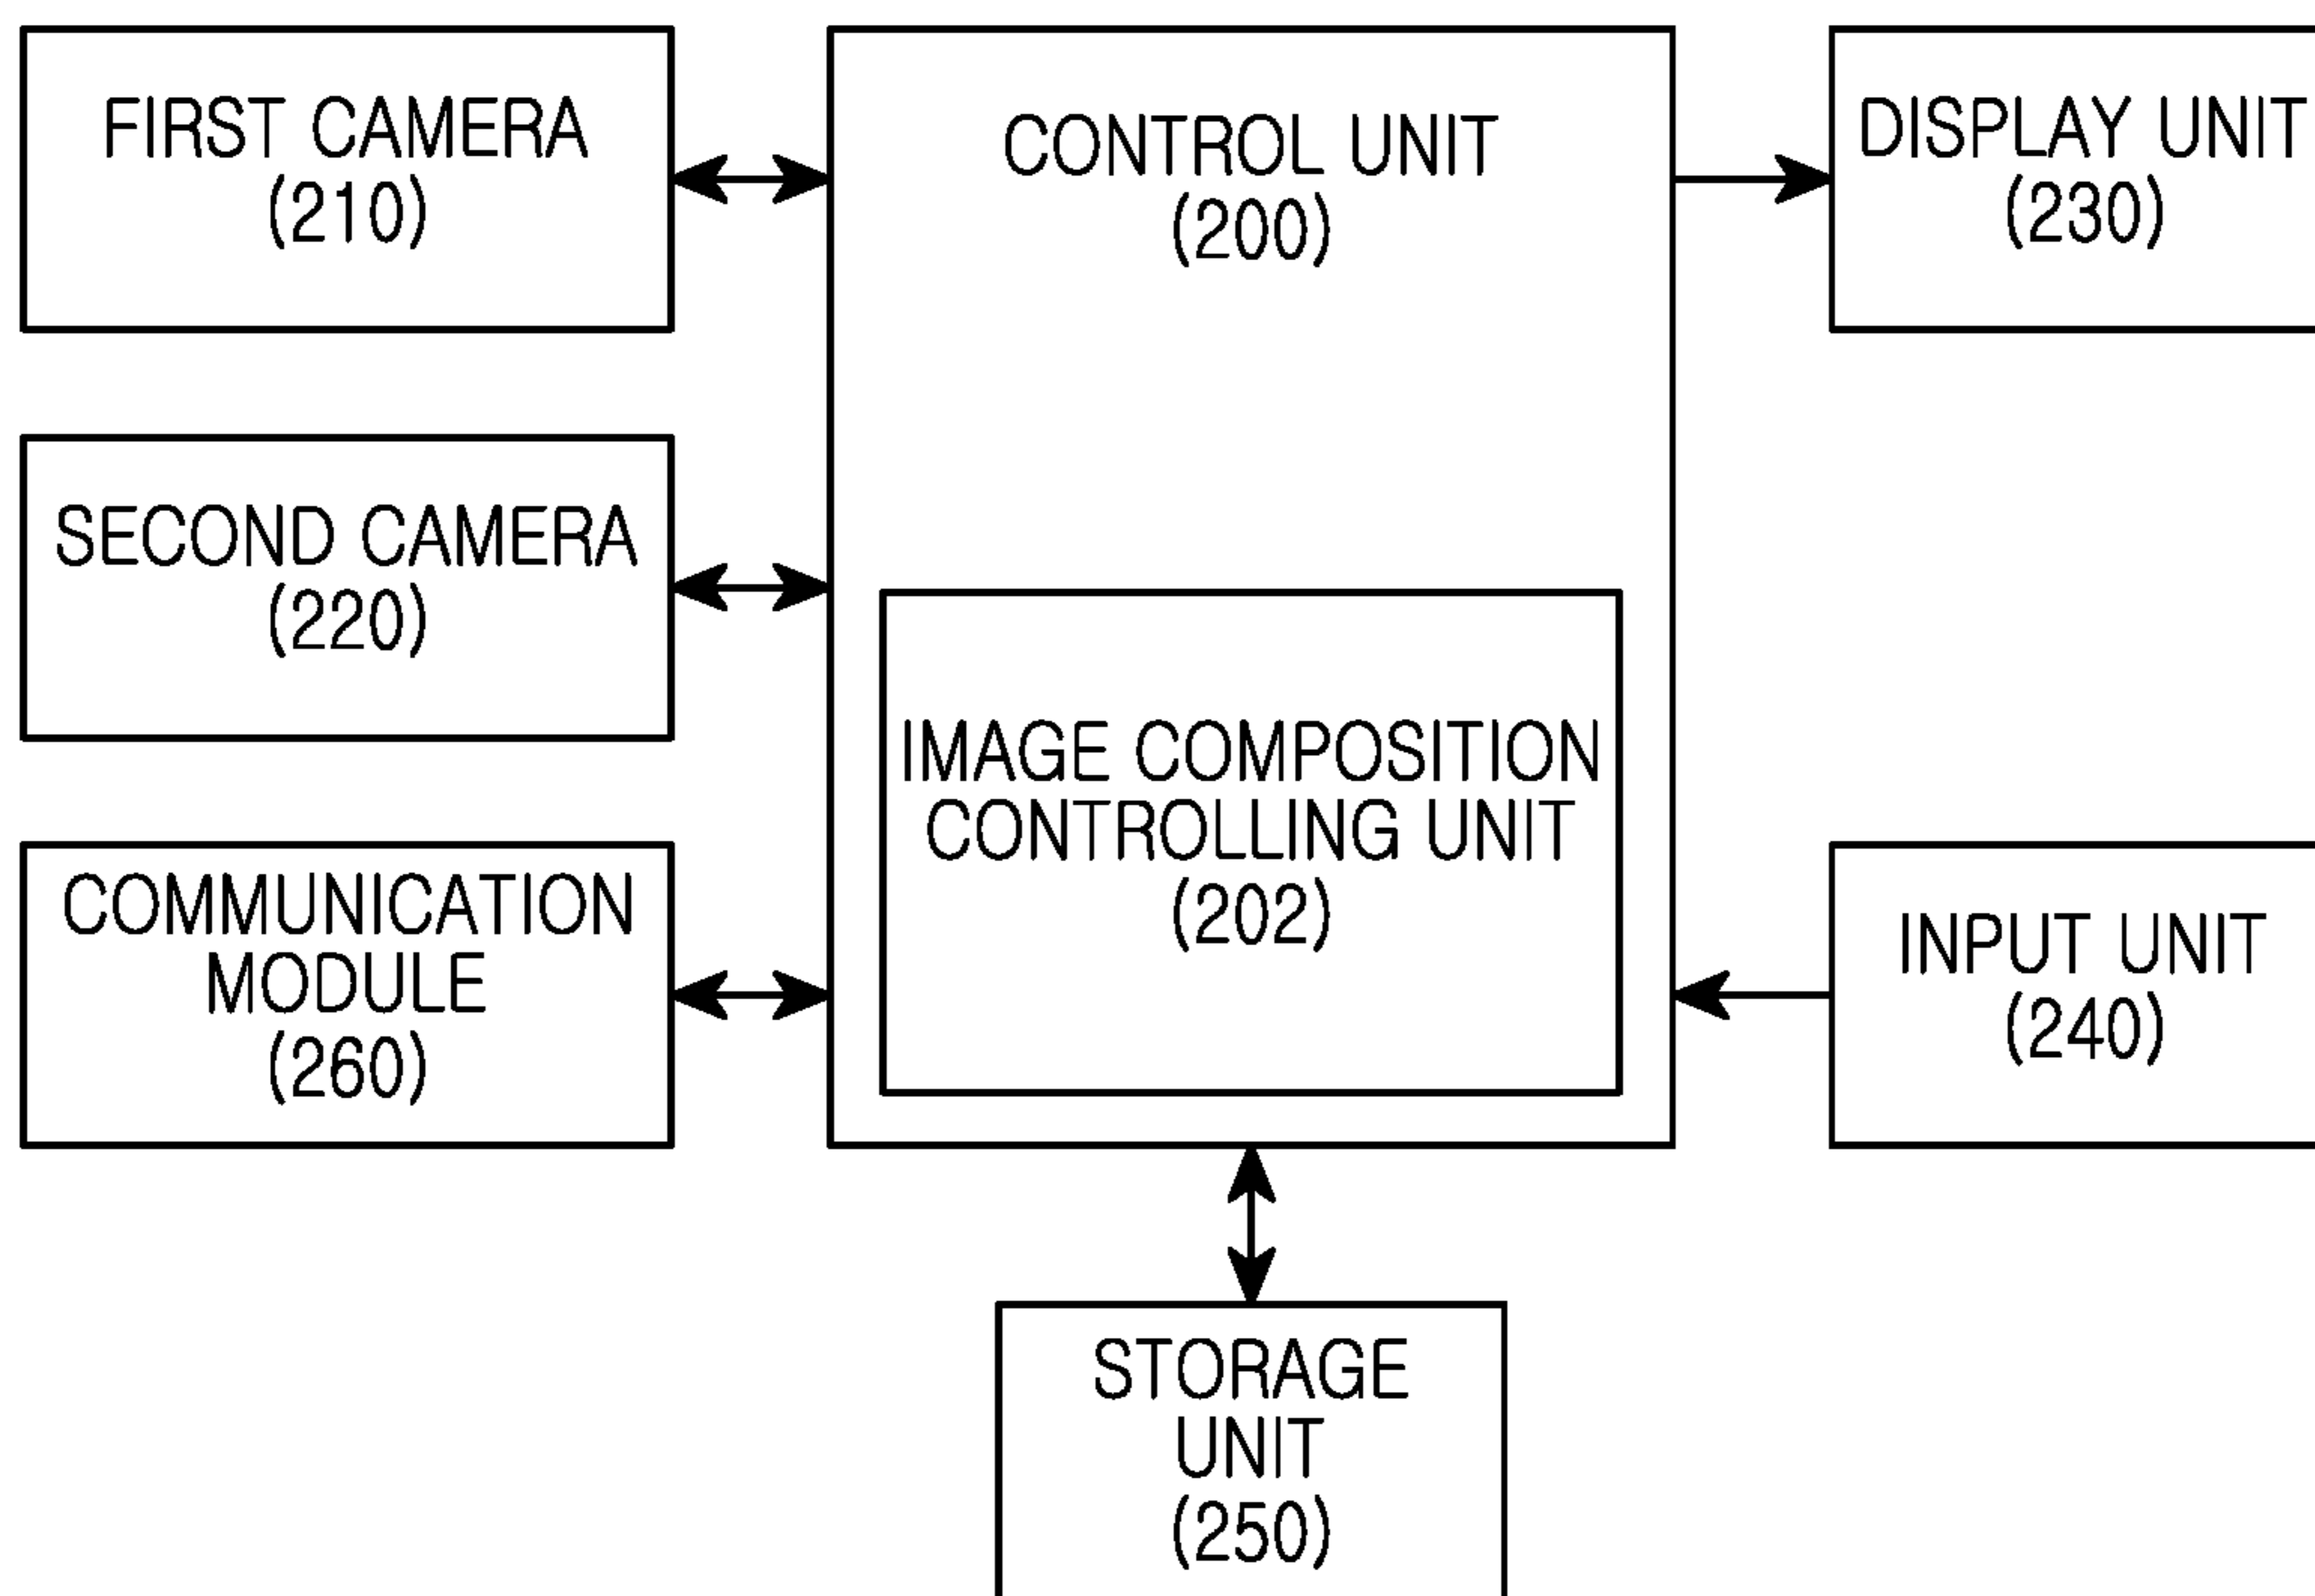 FIRST CAMERA
(210)
CONTROL UNIT
(200)
DISPLAY UNIT
(230)
SECOND CAMERA
(220)
IMAGE COMPOSITION
CONTROLLING UNIT
(202)
COMMUNICATION
MODULE
(260)
INPUT UNIT
(240)
STORAGE
UNIT
(250)